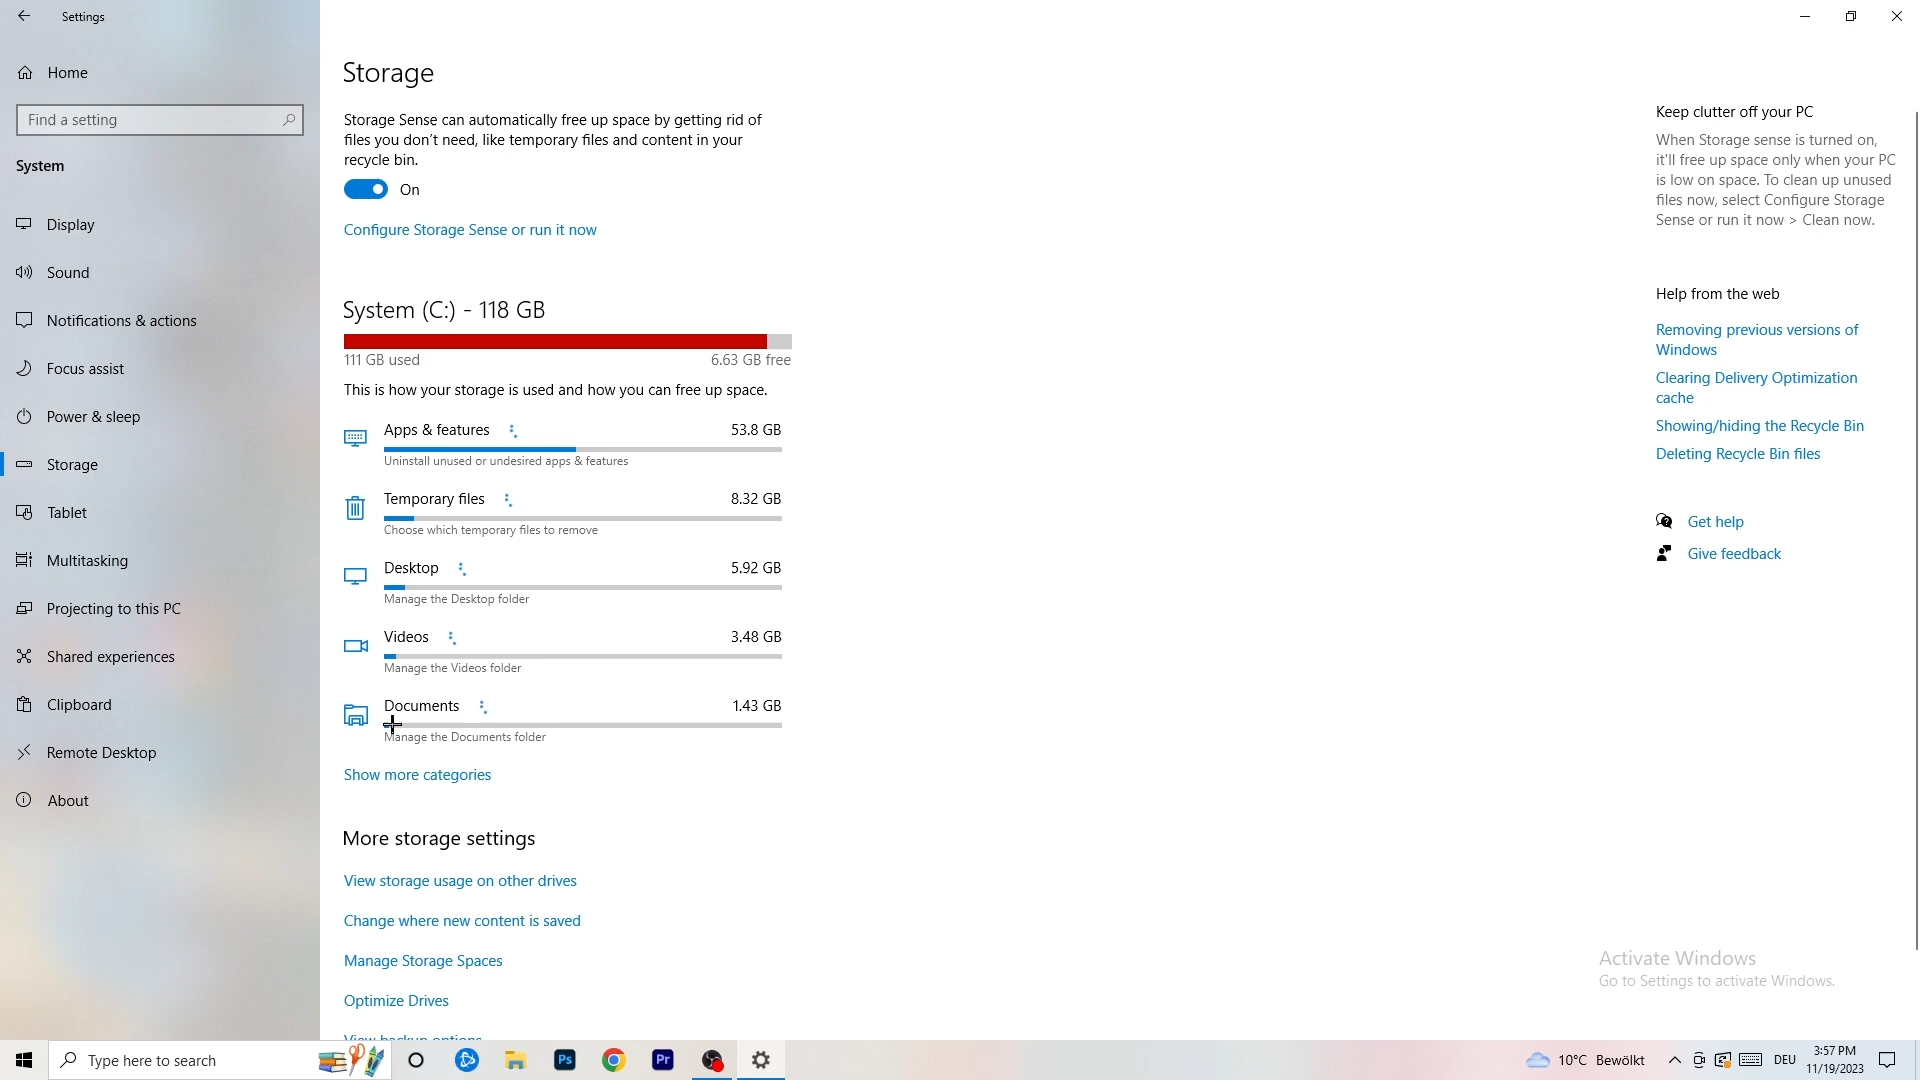 Settings
Home
Find a setting
System
Display
Sound
Notifications & actions
Focus assist
Power & sleep
Storage
Tablet
Multitasking
Projecting to this PC
Shared experiences
Clipboard
Remote Desktop
About
Storage
Storage Sense can automatically free up space by getting rid of
files you don't need, like temporary files and content in your
recycle bin.
On
Configure Storage Sense or run it now
System (C:) - 118 GB
111 GB used 6.63 GB free
This is how your storage is used and how you can free up space.
Apps & features 53.8 GB
Uninstall unused or undesired apps & features
Temporary files 8.32 GB
Choose which temporary files to remove
Desktop 5.92 GB
Manage the Desktop folder
Videos 3.48 GB
Manage the Videos folder
Documents 1.43 GB
Manage the Documents folder
Show more categories
More storage settings
View storage usage on other drives
Change where new content is saved
Manage Storage Spaces
Optimize Drives
View backup options
Keep clutter off your PC
When Storage sense is turned on,
it'll free up space only when your PC
is low on space. To clean up unused
files now, select Configure Storage
Sense or run it now > Clean now.
Help from the web
Removing previous versions of
Windows
Clearing Delivery Optimization
cache
Showing/hiding the Recycle Bin
Deleting Recycle Bin files
Get help
Give feedback
Activate Windows
Go to Settings to activate Windows.
Type here to search
Ps
Pr
10°C Bewölkt
DEU
3:57 PM
11/19/2023